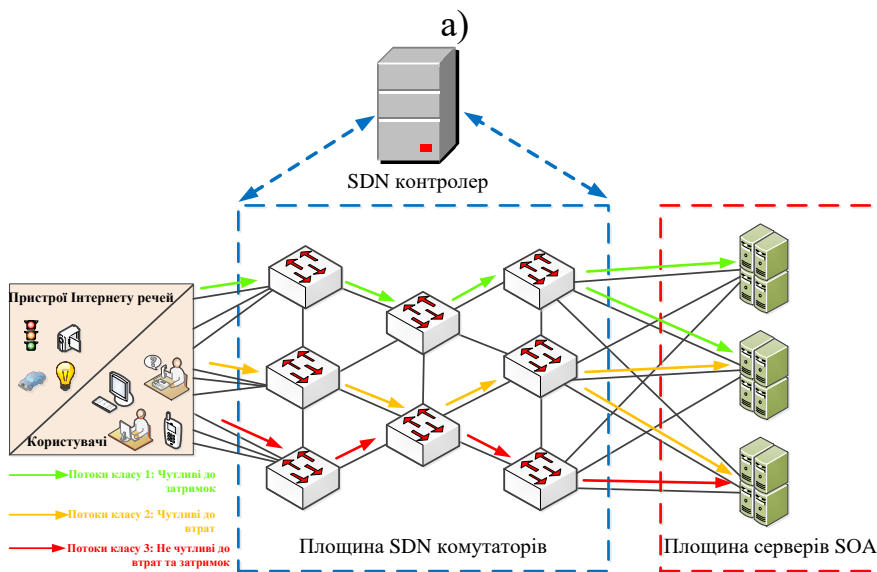 а)
SDN контролер
Пристрої Інтернету речей
Користувачі
Потоки класу 1: Чутливі до
затримок
Потоки класу 2: Чутливі до
втрат
Потоки класу 3: Не чутливі до
втрат та затримок
Площина SDN комутаторів
Площина серверів SOA